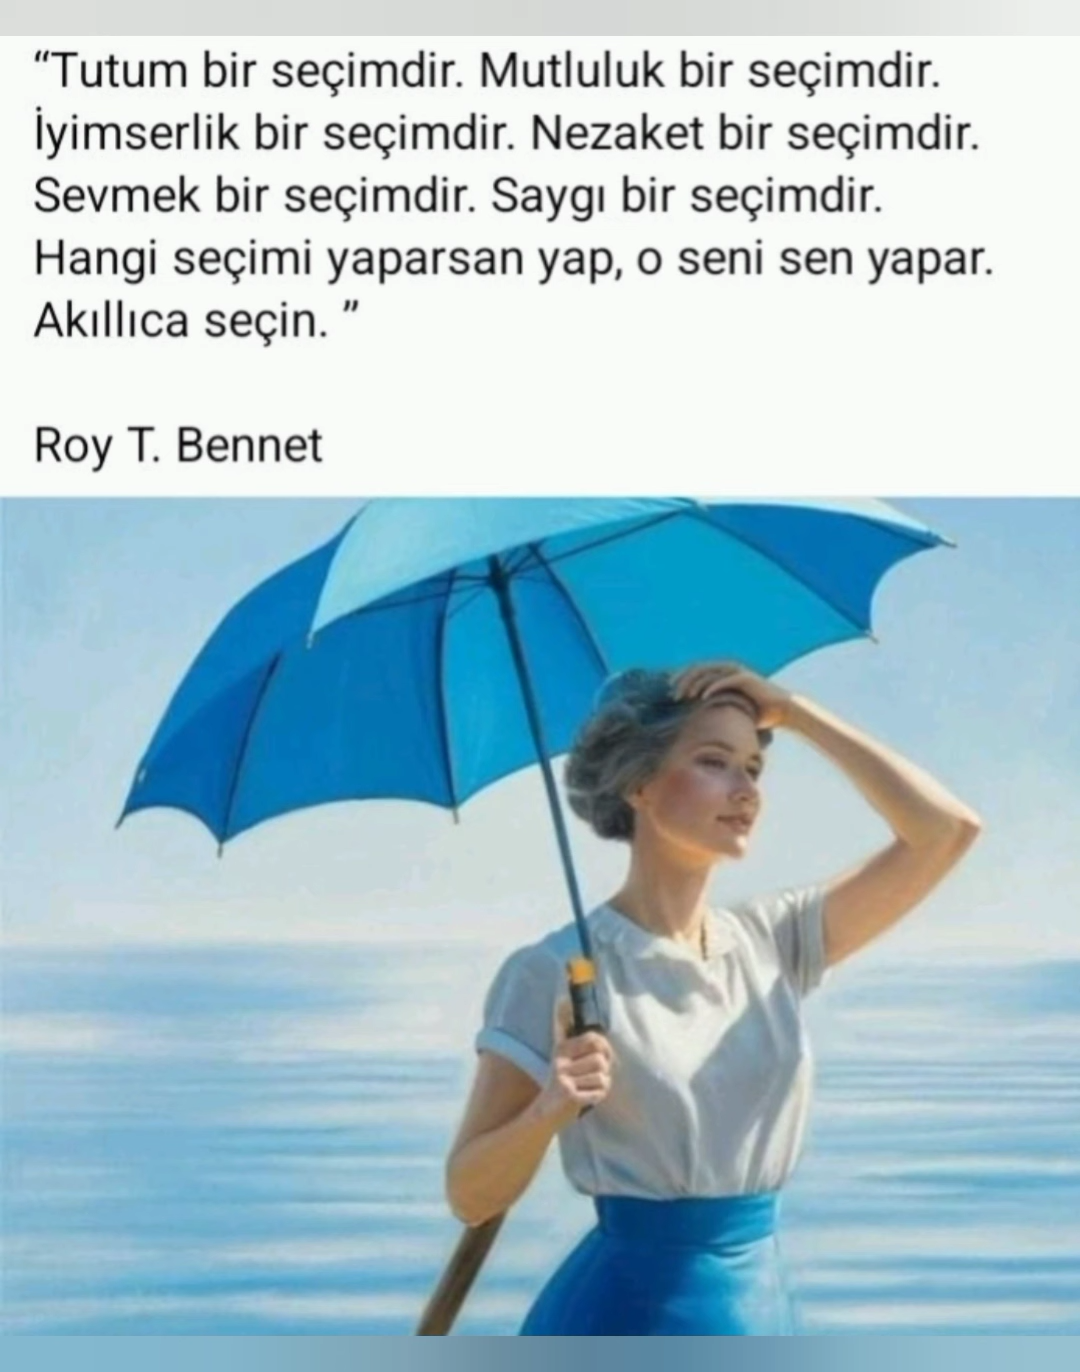 “Tutum bir seçimdir. Mutluluk bir seçimdir.
İyimserlik bir seçimdir. Nezaket bir seçimdir.
Sevmek bir seçimdir. Saygı bir seçimdir.
Hangi seçimi yaparsan yap, o seni sen yapar.
Akıllıca seçin. ”
Roy T. Bennet